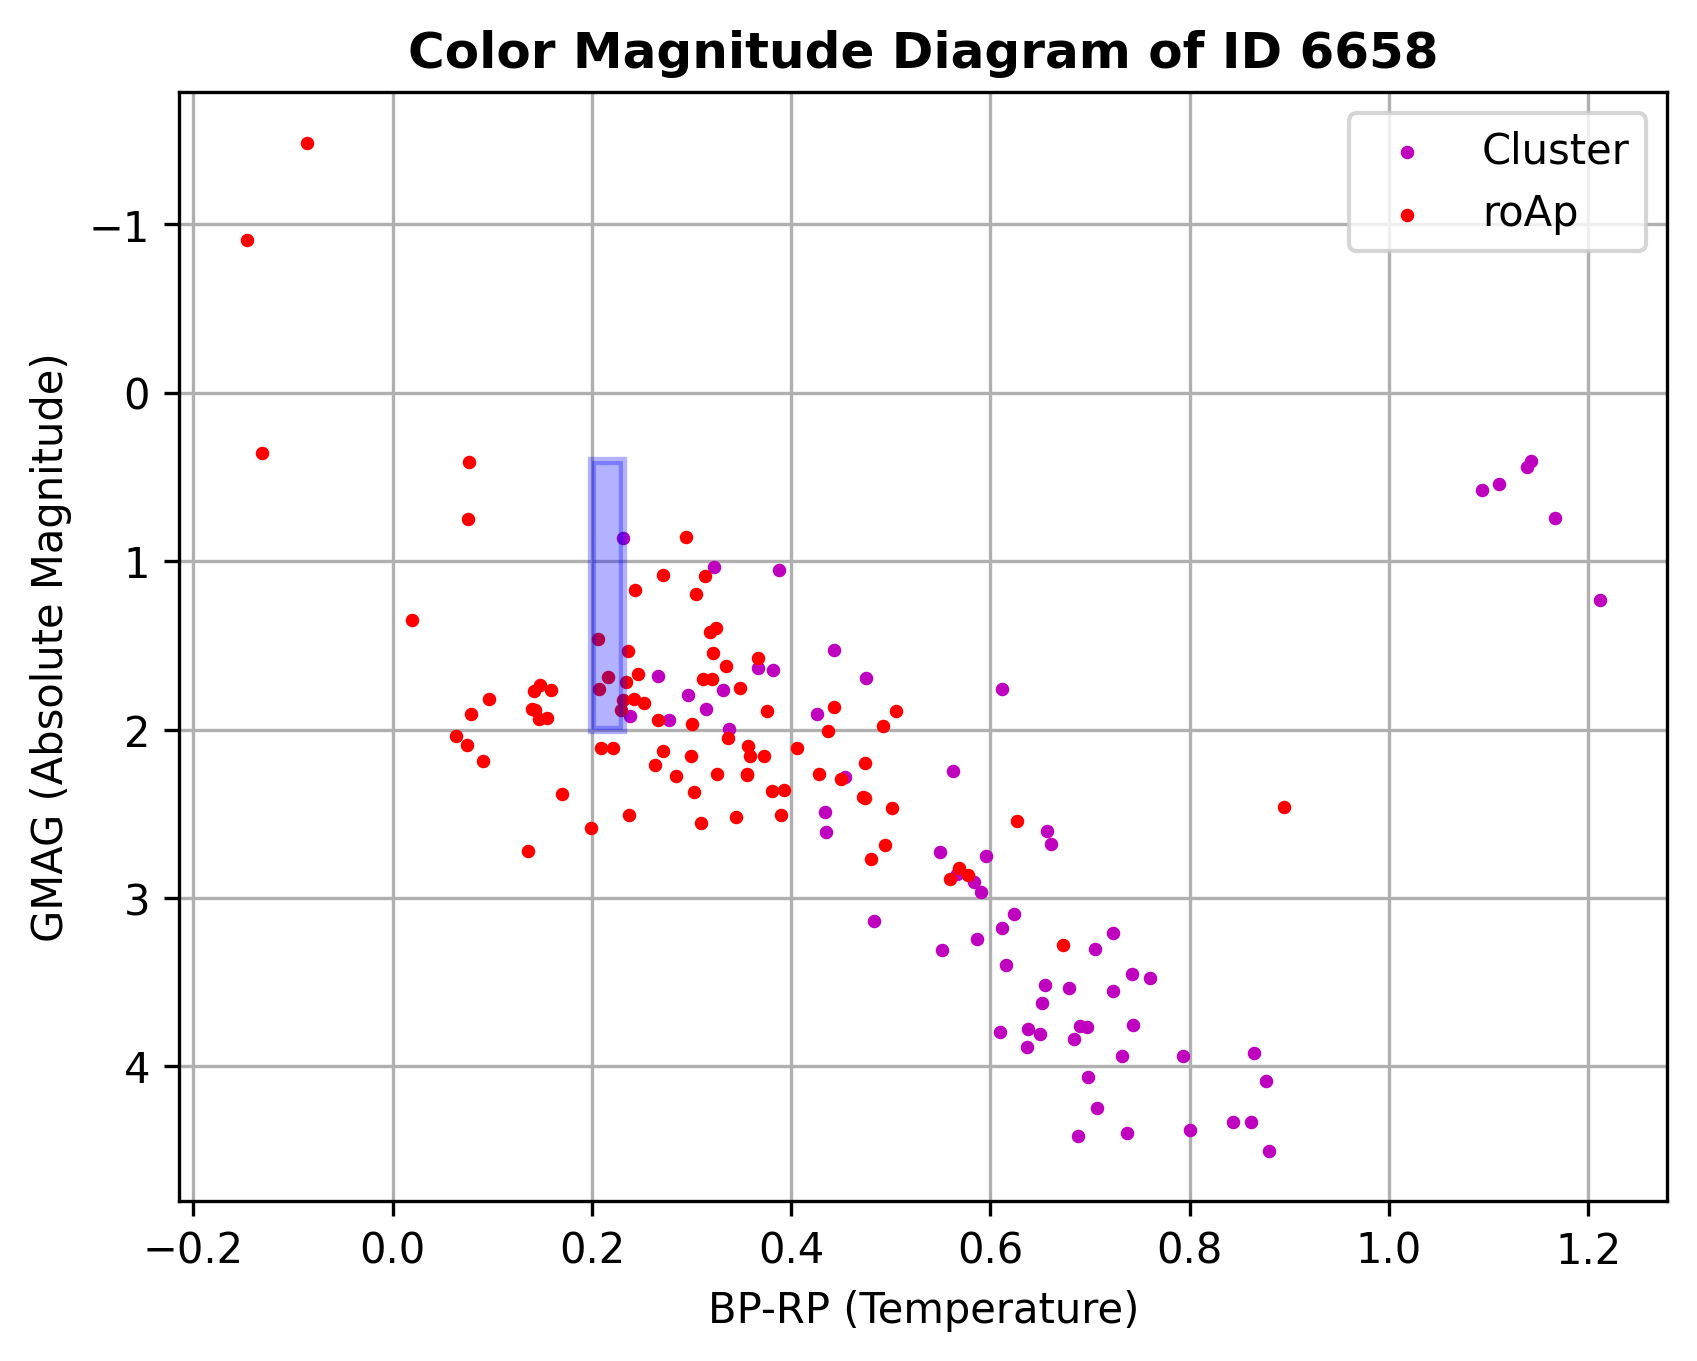 Color Magnitude Diagram of ID 6658
Cluster
roAp
GMAG (Absolute Magnitude)
−1
0
1
2
3
4
−0.2 0.0 0.2 0.4 0.6 0.8 1.0 1.2
BP-RP (Temperature)